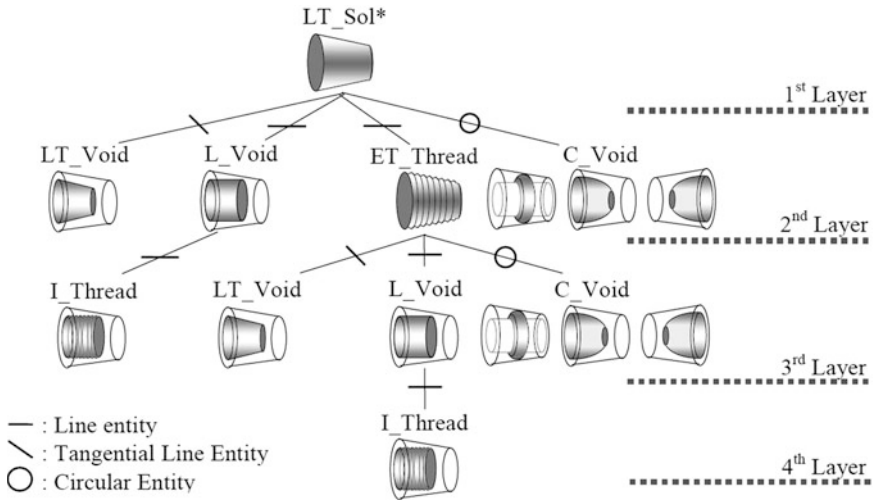 LT_Sol*
1st Layer
LT_Void L_Void ET_Thread C_Void
2nd Layer
I_Thread LT_Void L_Void C_Void
3rd Layer
I_Thread
: Line entity
: Tangential Line Entity
: Circular Entity
4th Layer